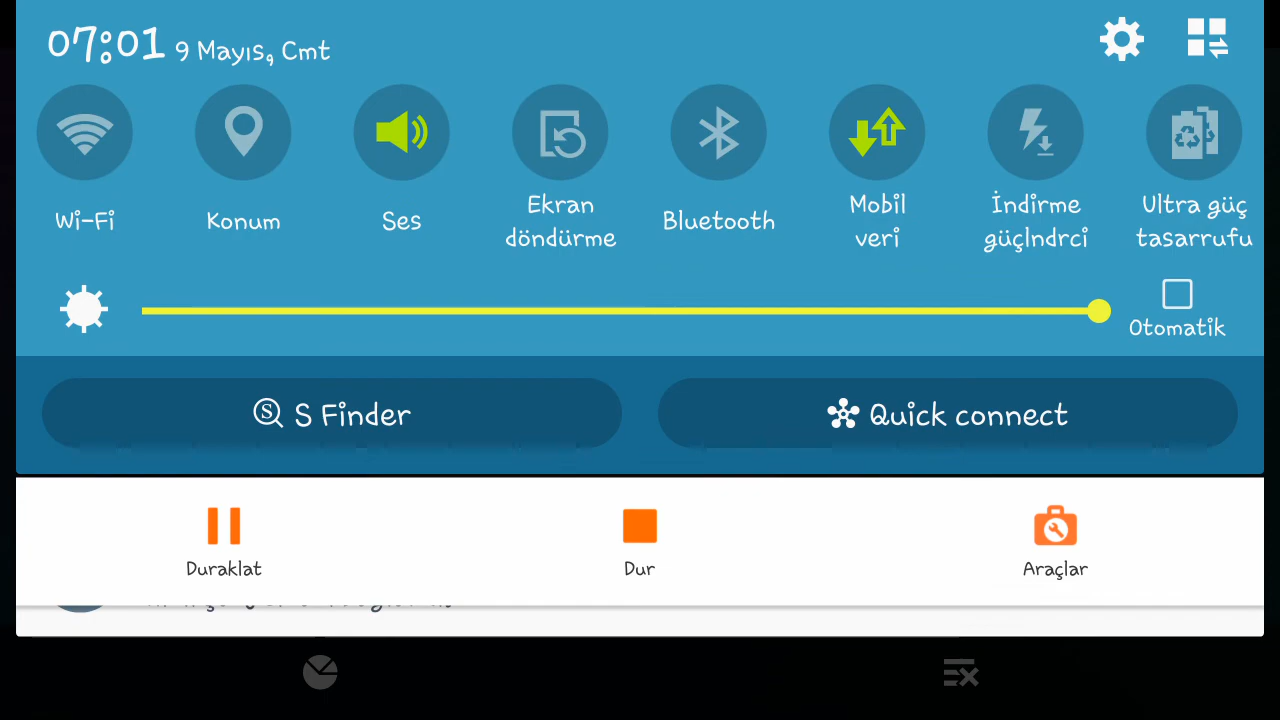 07:01 9 Mayıs, Cmt
Wi-Fi
Konum
Ses
Ekran
döndürme
Bluetooth
Mobil
veri
İndirme
güçlndrci
Ultra güç
tasarrufu
Otomatik
S Finder
Quick connect
Duraklat
Dur
Araçlar